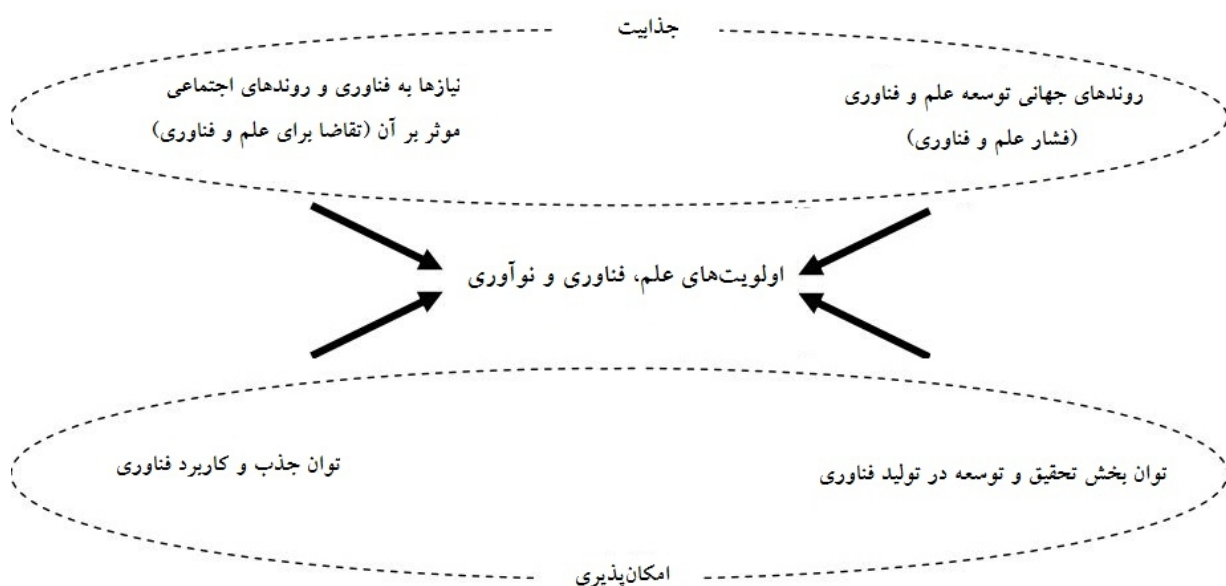 جذابیت
روندهای جهانی توسعه علم و فناوری
(فشار علم و فناوری)
نیازها به فناوری و روندهای اجتماعی
موثر بر آن (تقاضا برای علم و فناوری)
اولویت‌های علم، فناوری و نوآوری
توان بخش تحقیق و توسعه در تولید فناوری
توان جذب و کاربرد فناوری
امکان‌پذیری